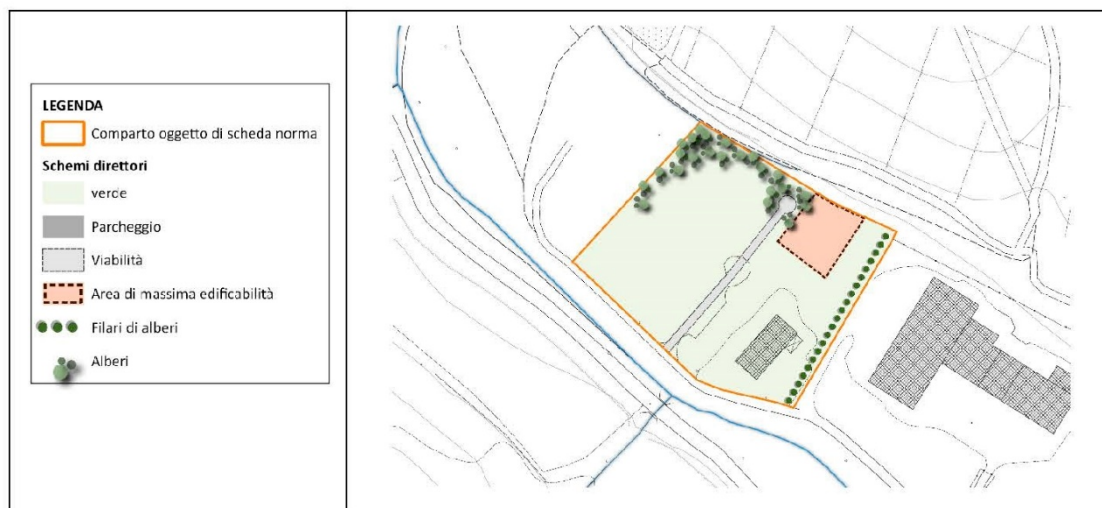 LEGENDA
Comparto oggetto di scheda norma
Schemi direttori
verde
Parcheggio
Viabilità
Area di massima edificabilità
Filari di alberi
Alberi